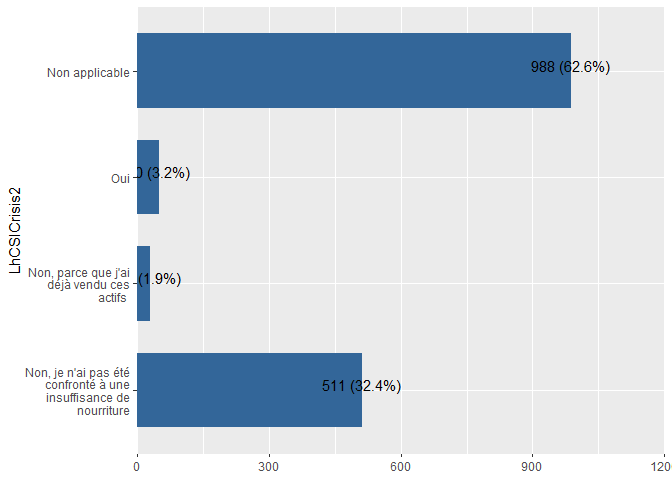 LhCSICrisis2
Non applicable
988 (62.6%)
Oui
0 (3.2%)
Non, parce que j'ai
déjà vendu ces
actifs
(1.9%)
Non, je n'ai pas été
confronté à une
insuffisance de
nourriture
511 (32.4%)
0 300 600 900 120